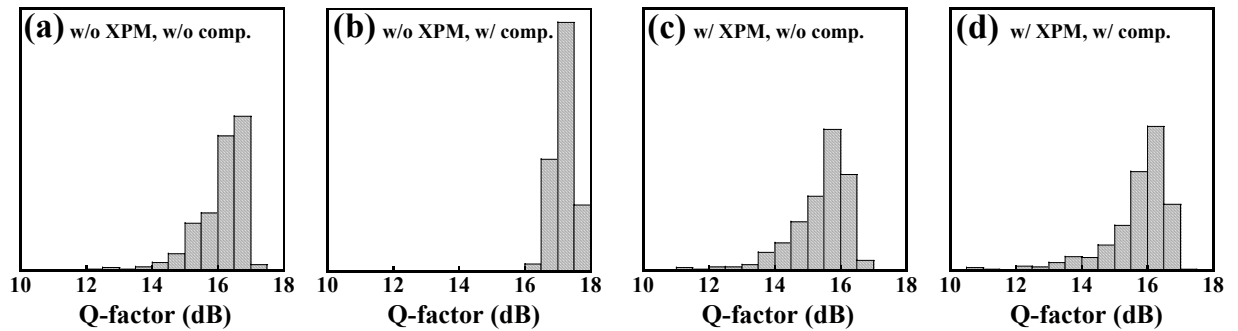 (a) w/o XPM, w/o comp.
10 12 14 16 18
Q-factor (dB)
(b) w/o XPM, w/ comp.
10 12 14 16 18
Q-factor (dB)
(c) w/ XPM, w/o comp.
10 12 14 16 18
Q-factor (dB)
(d) w/ XPM, w/ comp.
10 12 14 16 18
Q-factor (dB)